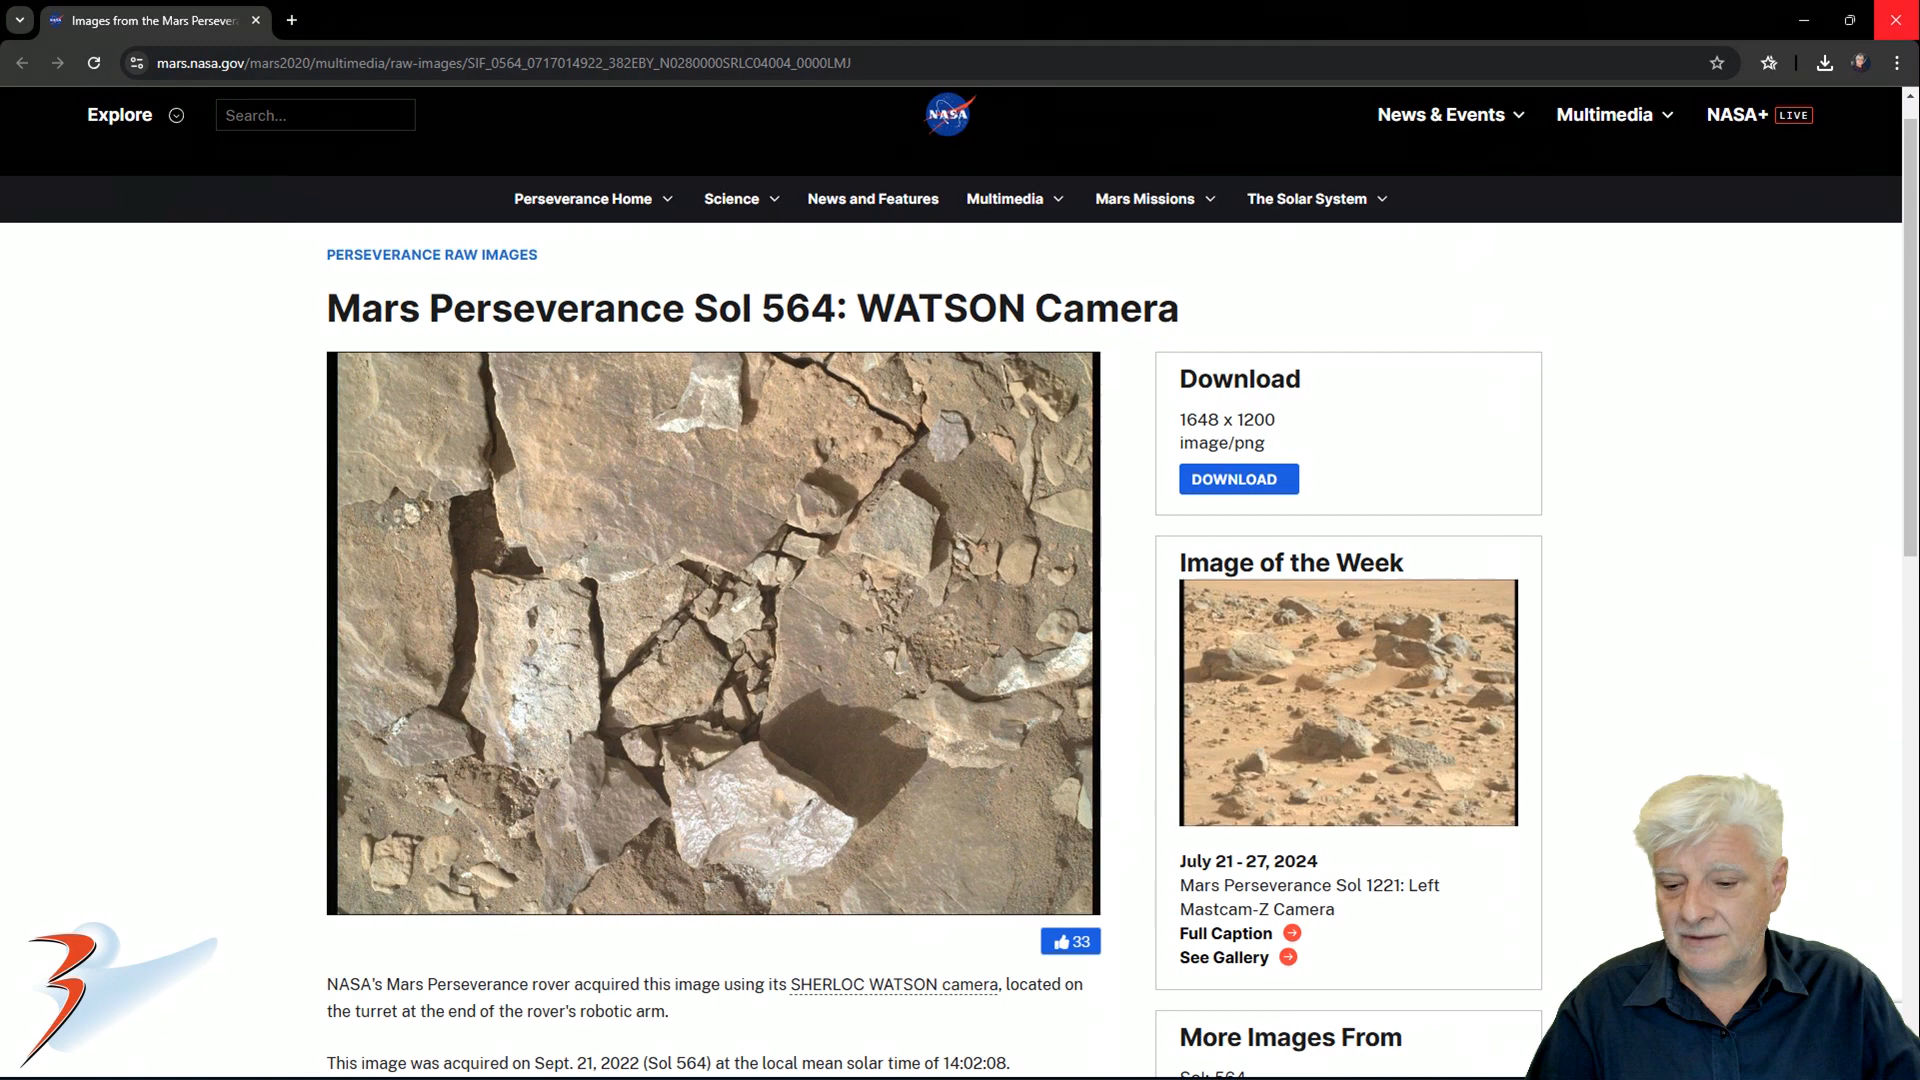 Images from the Mars Persever
mars.nasa.gov/mars2020/multimedia/raw-images/SIF_0564_0717014922_382EBY_N0280000SRLC04004_0000LMJ
Explore
Search...
NASA
News & Events
Multimedia
NASA+ LIVE
Perseverance Home
Science
News and Features
Multimedia
Mars Missions
The Solar System
PERSEVERANCE RAW IMAGES
Mars Perseverance Sol 564: WATSON Camera
Download
1648 x 1200
image/png
DOWNLOAD
Image of the Week
July 21 - 27, 2024
Mars Perseverance Sol 1221: Left
Mastcam-Z Camera
Full Caption
See Gallery
33
NASA's Mars Perseverance rover acquired this image using its SHERLOC WATSON camera, located on
the turret at the end of the rover's robotic arm.
This image was acquired on Sept. 21, 2022 (Sol 564) at the local mean solar time of 14:02:08.
More Images From
Sol: 564